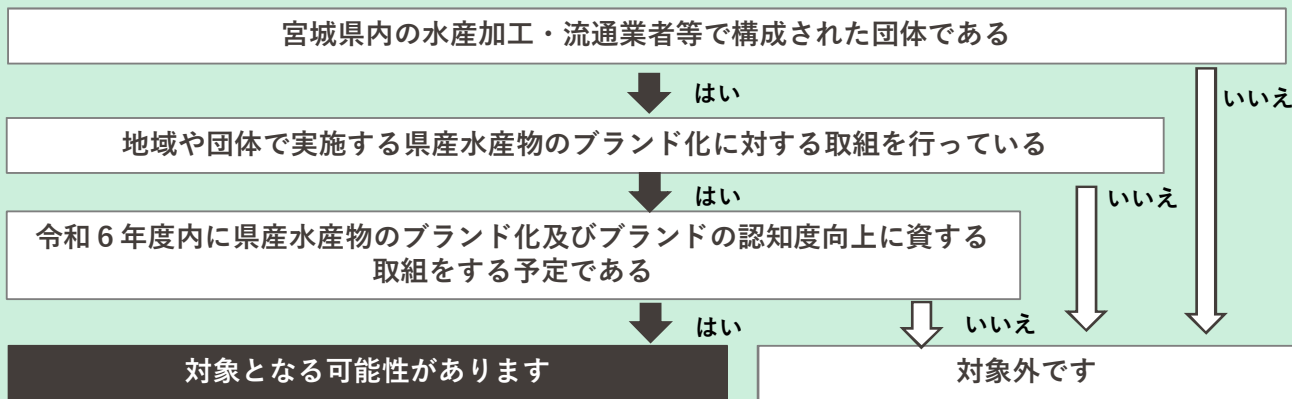 宮城県内の水産加工・流通業者等で構成された団体である
はい
いいえ
地域や団体で実施する県産水産物のブランド化に対する取組を行っている
はい
いいえ
令和６年度内に県産水産物のブランド化及びブランドの認知度向上に資する
取組をする予定である
はい
いいえ
対象となる可能性があります
対象外です